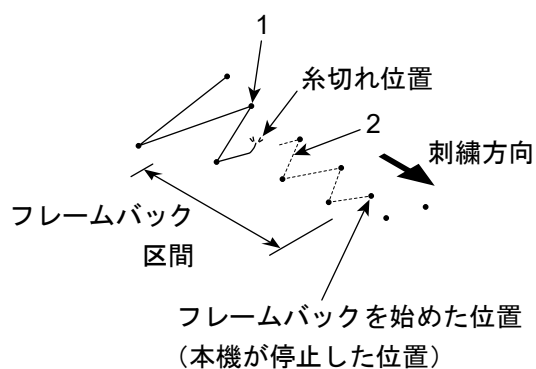 1
糸切れ位置
2
刺繍方向
フレームバック
区間
フレームバックを始めた位置
（本機が停止した位置）